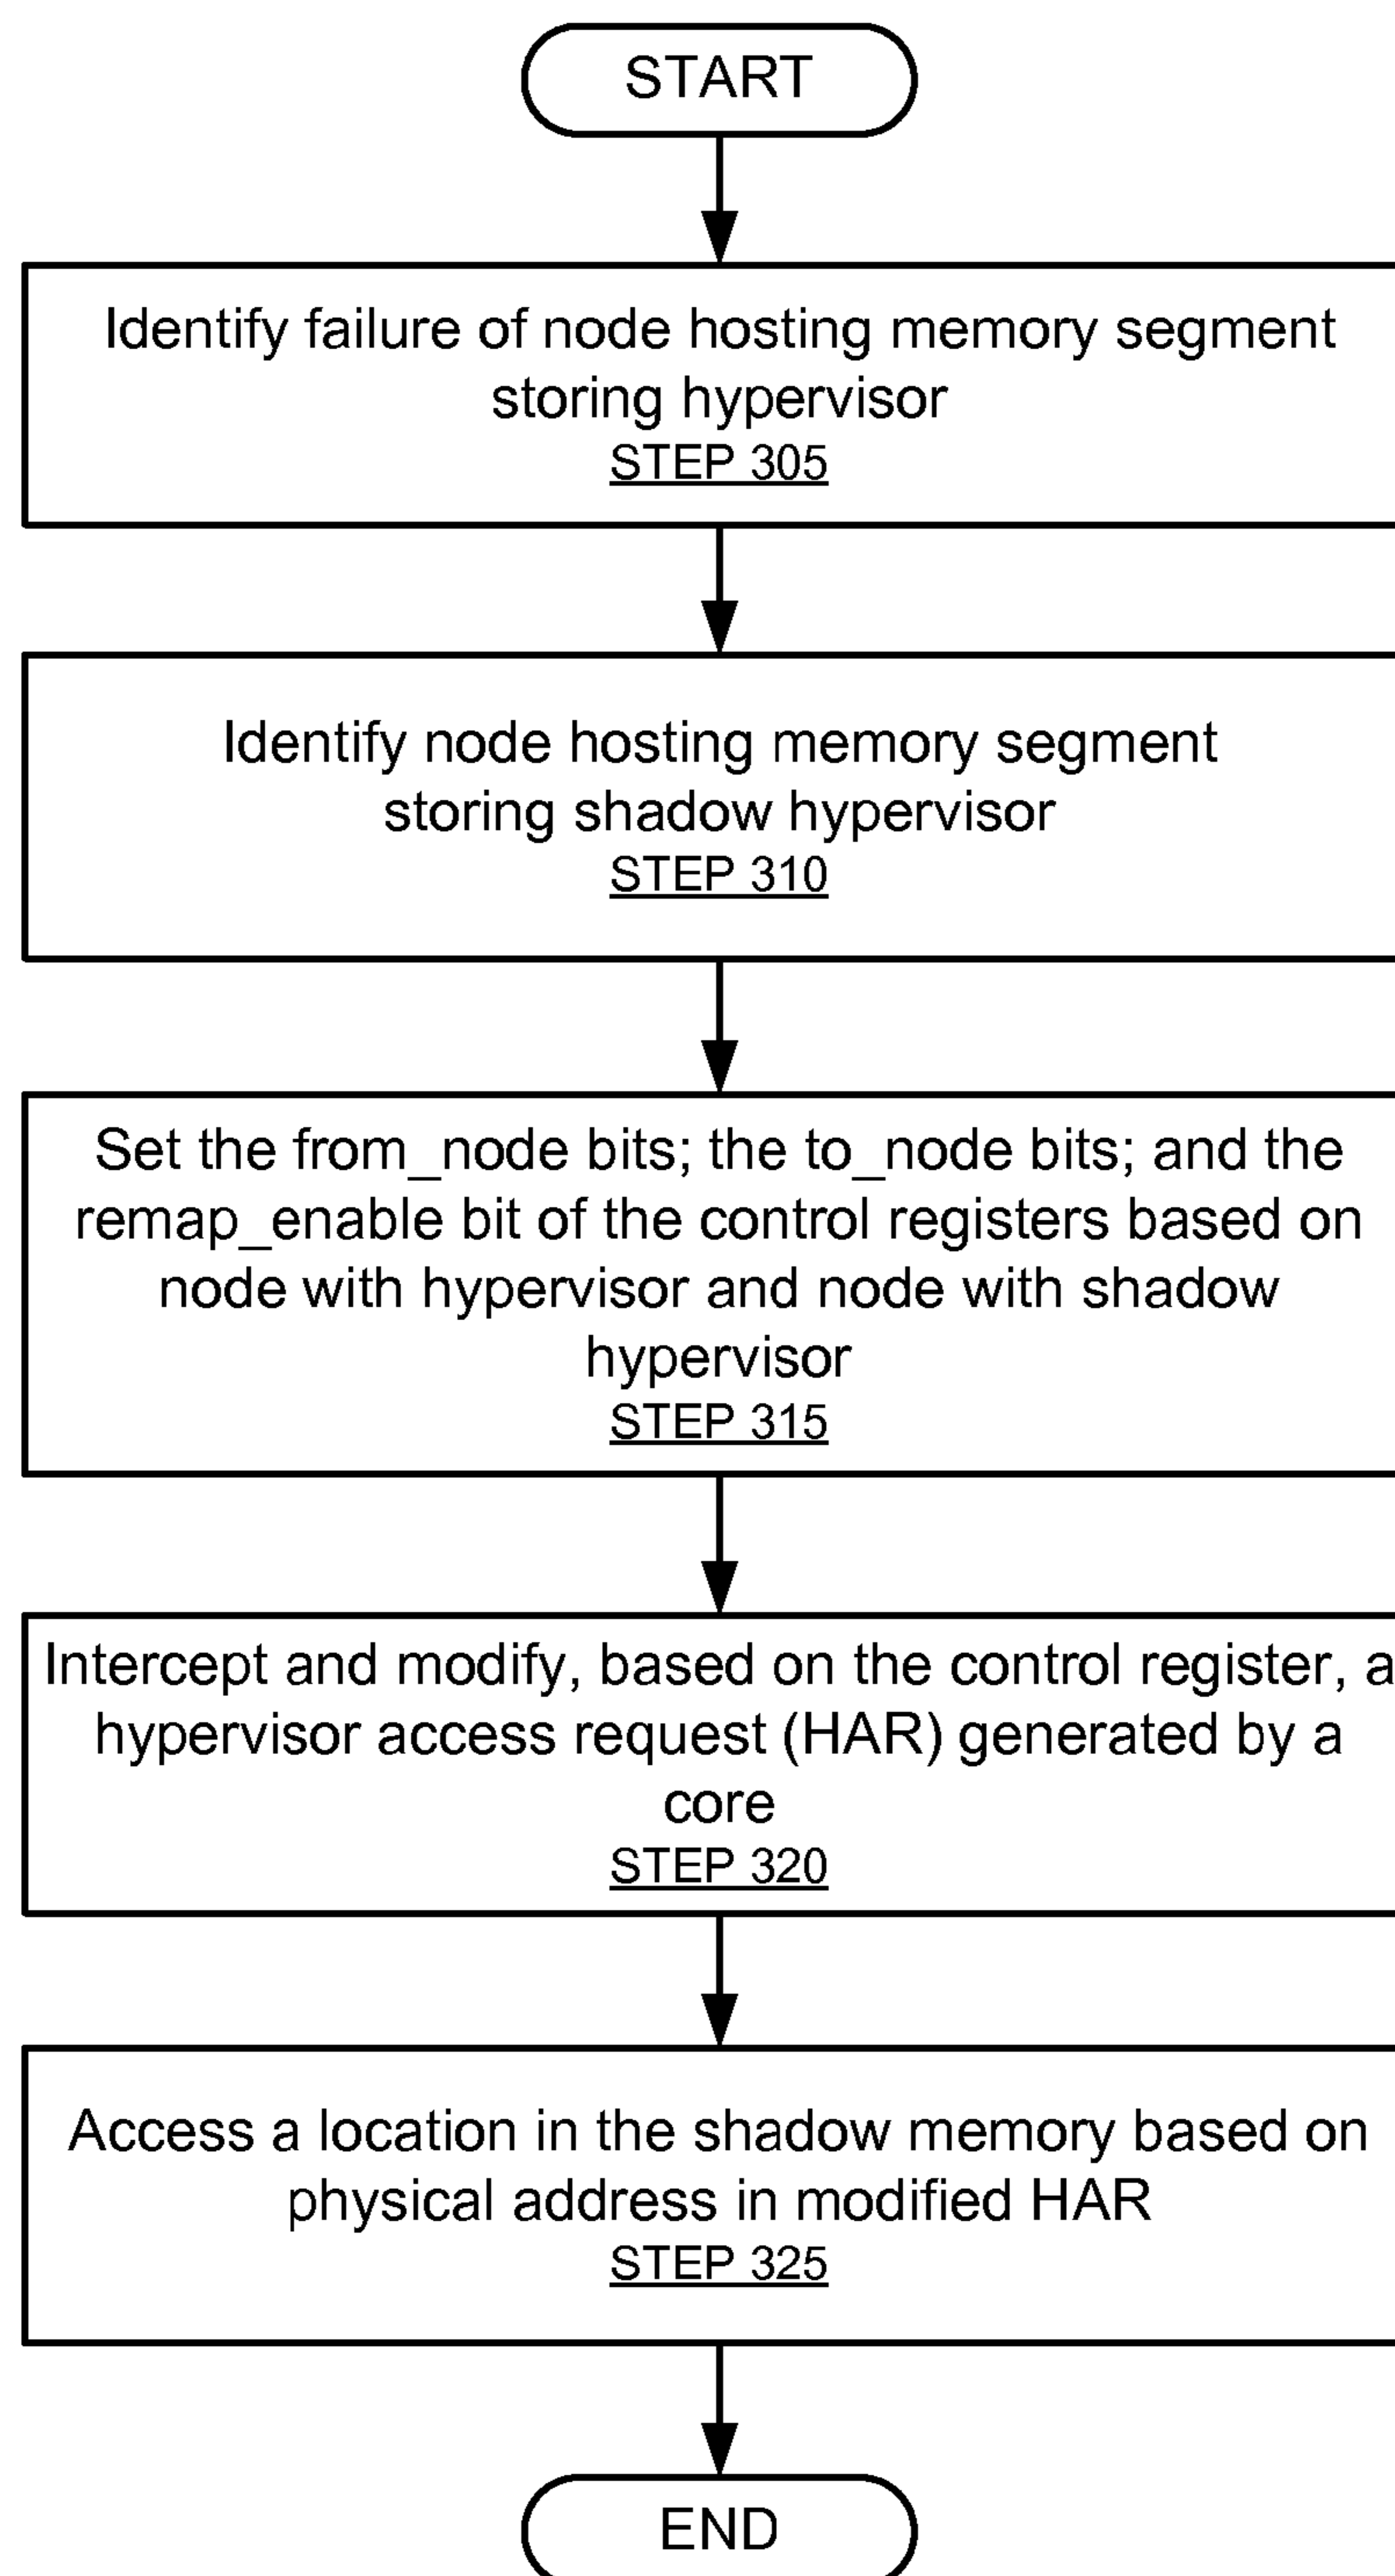 START
Identify failure of node hosting memory segment
storing hypervisor
STEP 305
Identify node hosting memory segment
storing shadow hypervisor
STEP 310
Set the from_node bits; the to_node bits; and the
remap_enable bit of the control registers based on
node with hypervisor and node with shadow
hypervisor
STEP 315
Intercept and modify, based on the control register, a
hypervisor access request (HAR) generated by a
core
STEP 320
Access a location in the shadow memory based on
physical address in modified HAR
STEP 325
END